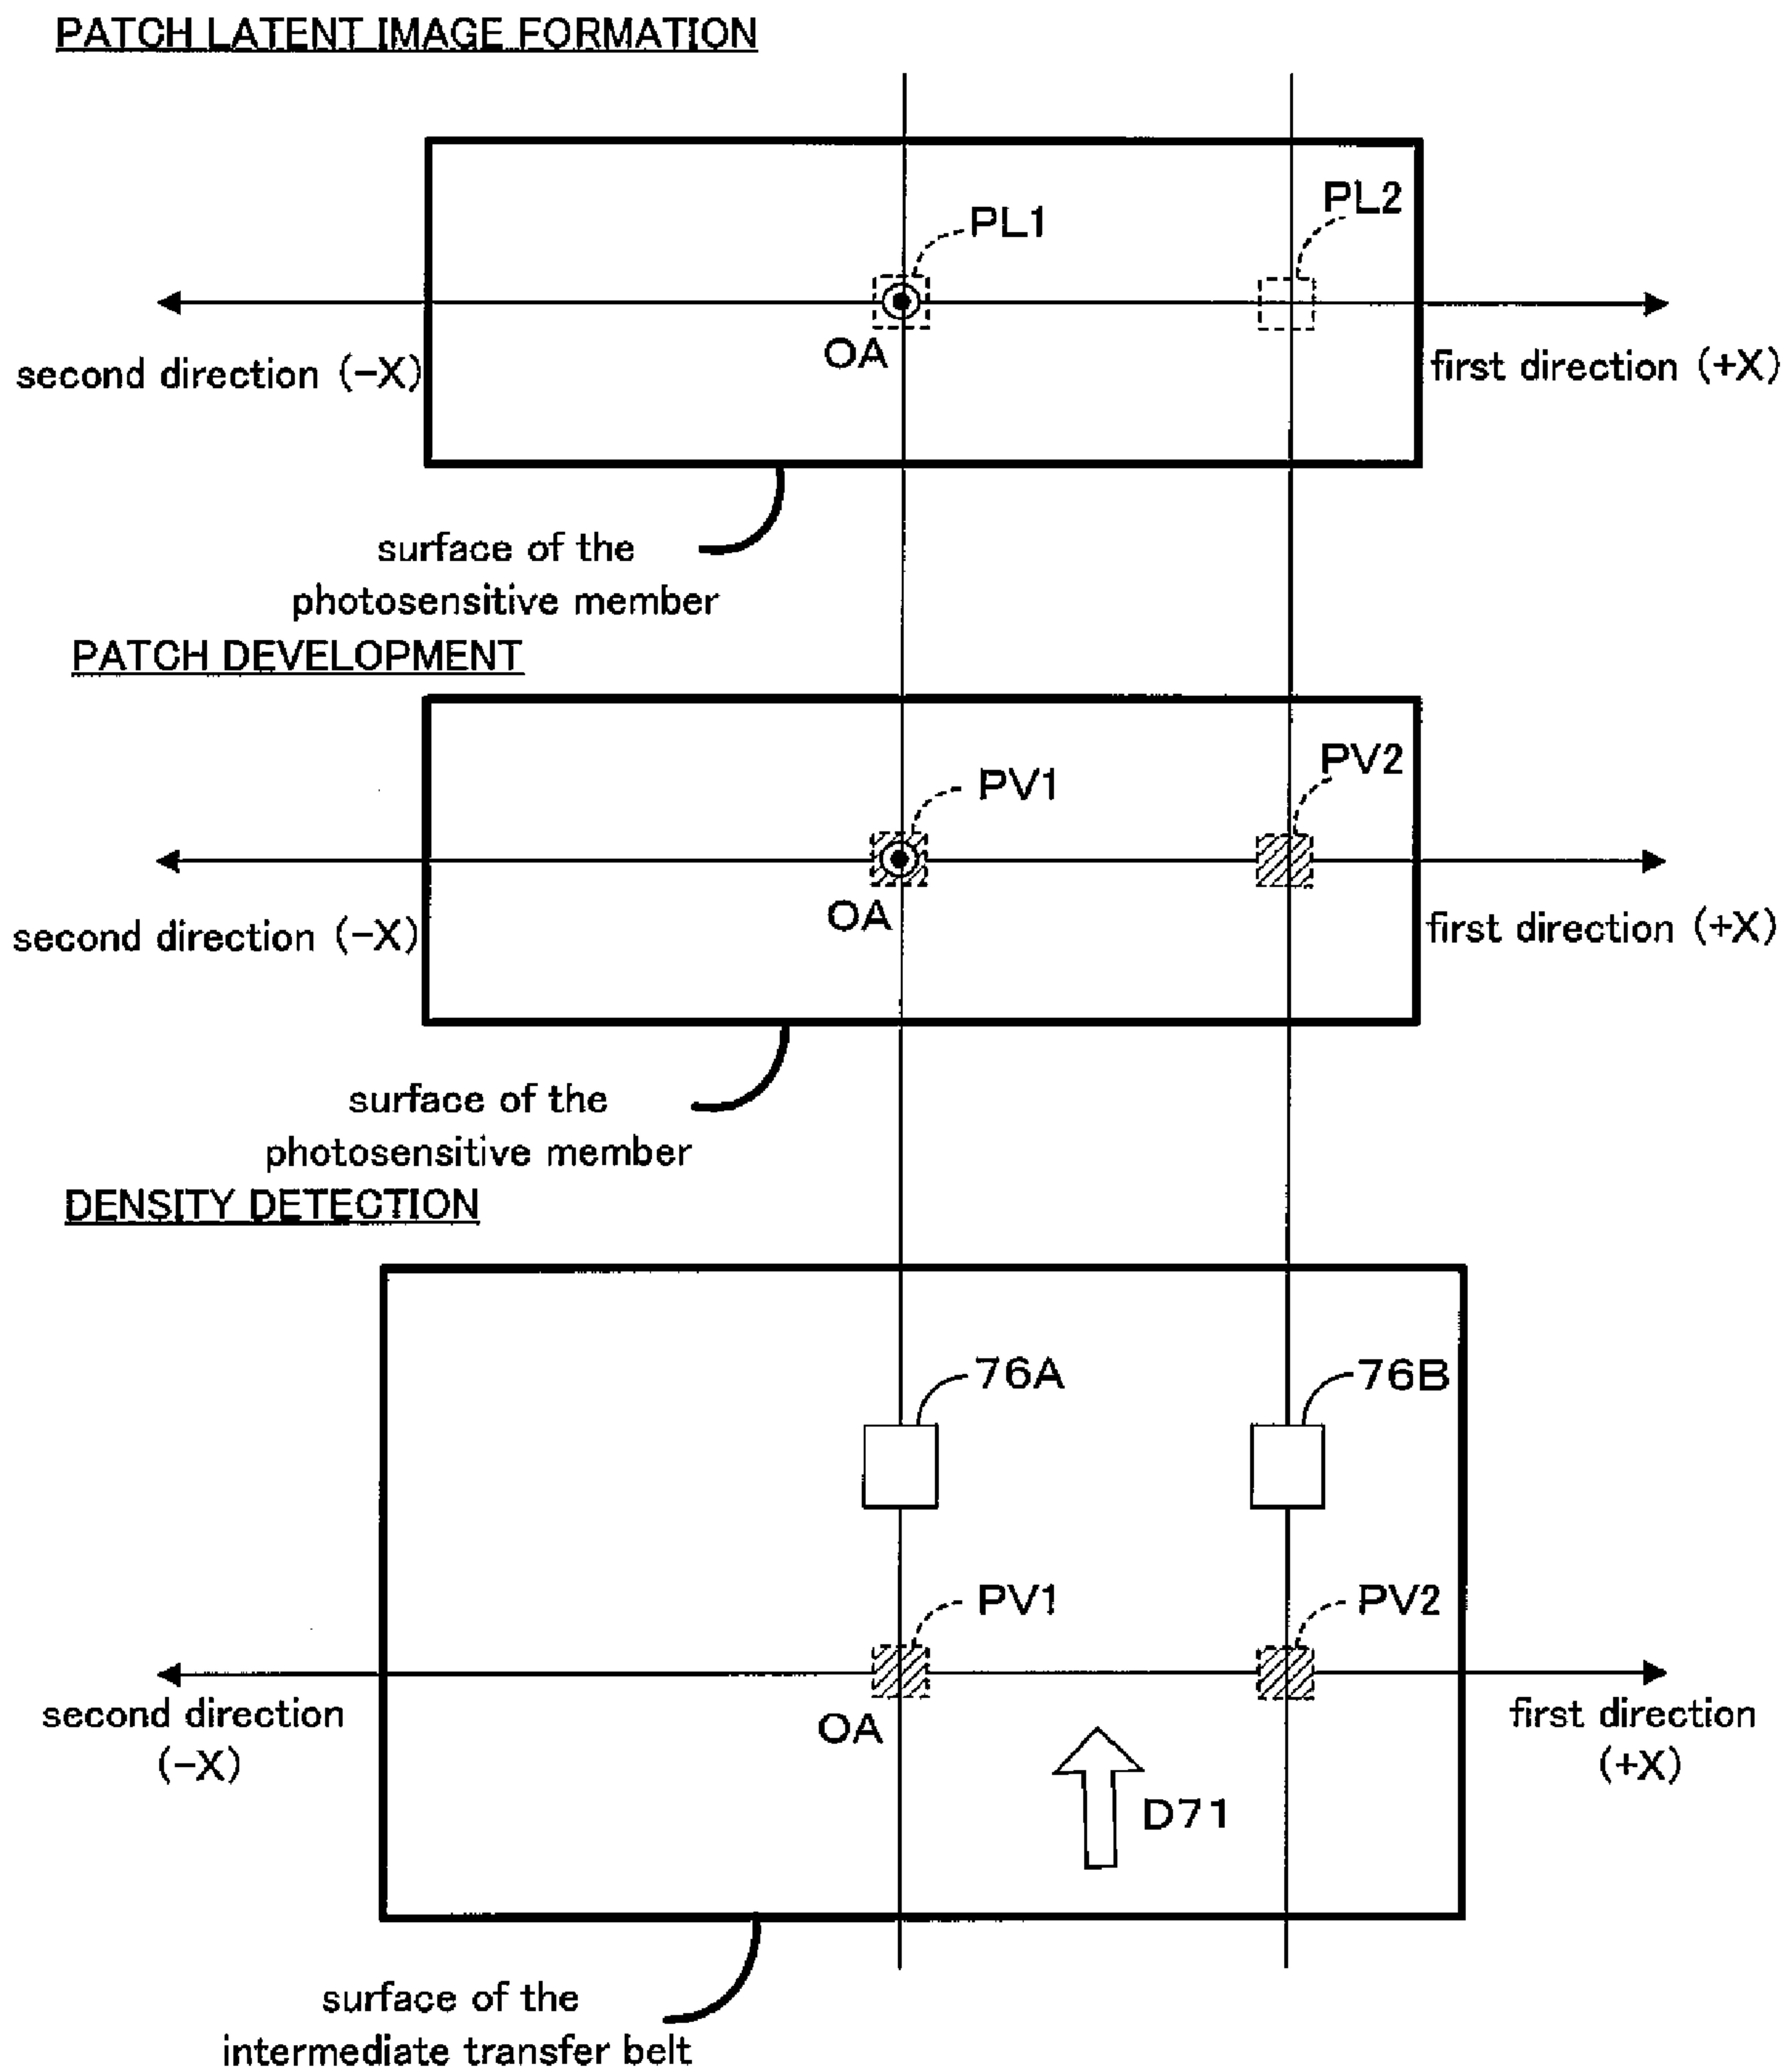 PATCH LATENT IMAGE FORMATION
PL1
PL2
OA
second direction (-X)
first direction (+X)
surface of the
photosensitive member
PATCH DEVELOPMENT
PV1
PV2
OA
second direction (-X)
first direction (+X)
surface of the
photosensitive member
DENSITY DETECTION
76A
76B
PV1
PV2
OA
second direction
(-X)
first direction
(+X)
D71
surface of the
intermediate transfer belt